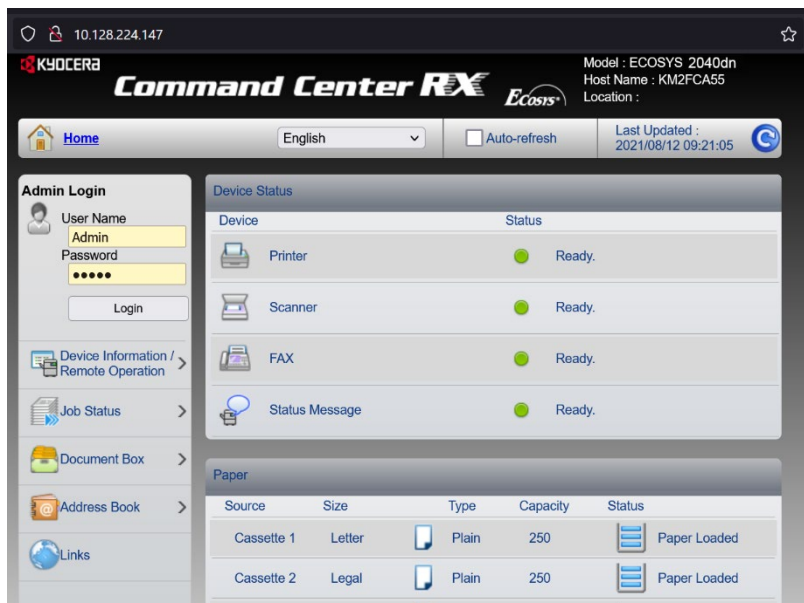 10.128.224.147
KYOCERA
Command Center RX
Ecosys
Model : ECOSYS 2040dn
Host Name : KM2FCA55
Location :
Home
English
Auto-refresh
Last Updated :
2021/08/12 09:21:05
Admin Login
User Name
Admin
Password
•••••
Login
Device Information /
Remote Operation
Job Status
Document Box
Address Book
Links
Device Status
Device Status
Printer Ready.
Scanner Ready.
FAX Ready.
Status Message Ready.
Paper
Source Size Type Capacity Status
Cassette 1 Letter Plain 250 Paper Loaded
Cassette 2 Legal Plain 250 Paper Loaded